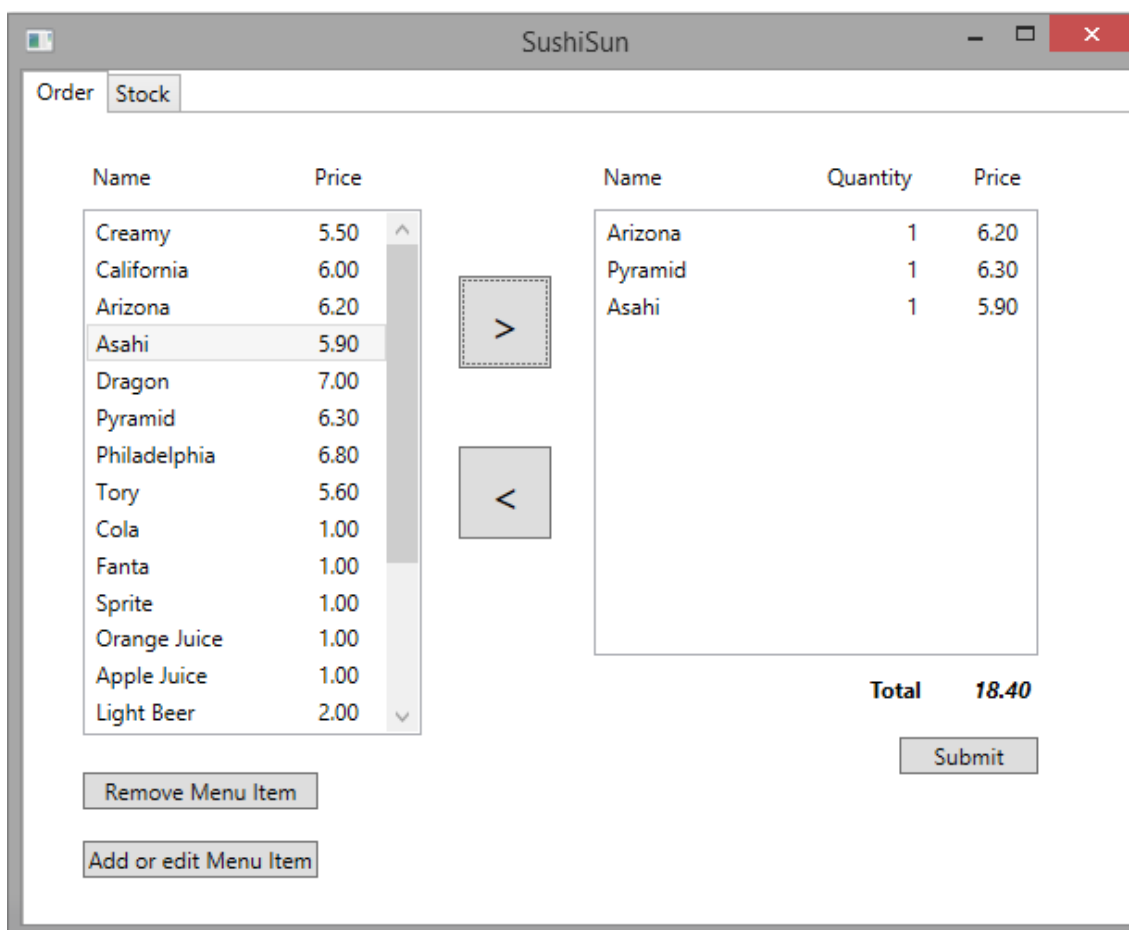 SushiSun
Order Stock
Name Price
Creamy 5.50
California 6.00
Arizona 6.20
Asahi 5.90
Dragon 7.00
Pyramid 6.30
Philadelphia 6.80
Tory 5.60
Cola 1.00
Fanta 1.00
Sprite 1.00
Orange Juice 1.00
Apple Juice 1.00
Light Beer 2.00
Remove Menu Item
Add or edit Menu Item
>
<
Name Quantity Price
Arizona 1 6.20
Pyramid 1 6.30
Asahi 1 5.90
Total 18.40
Submit